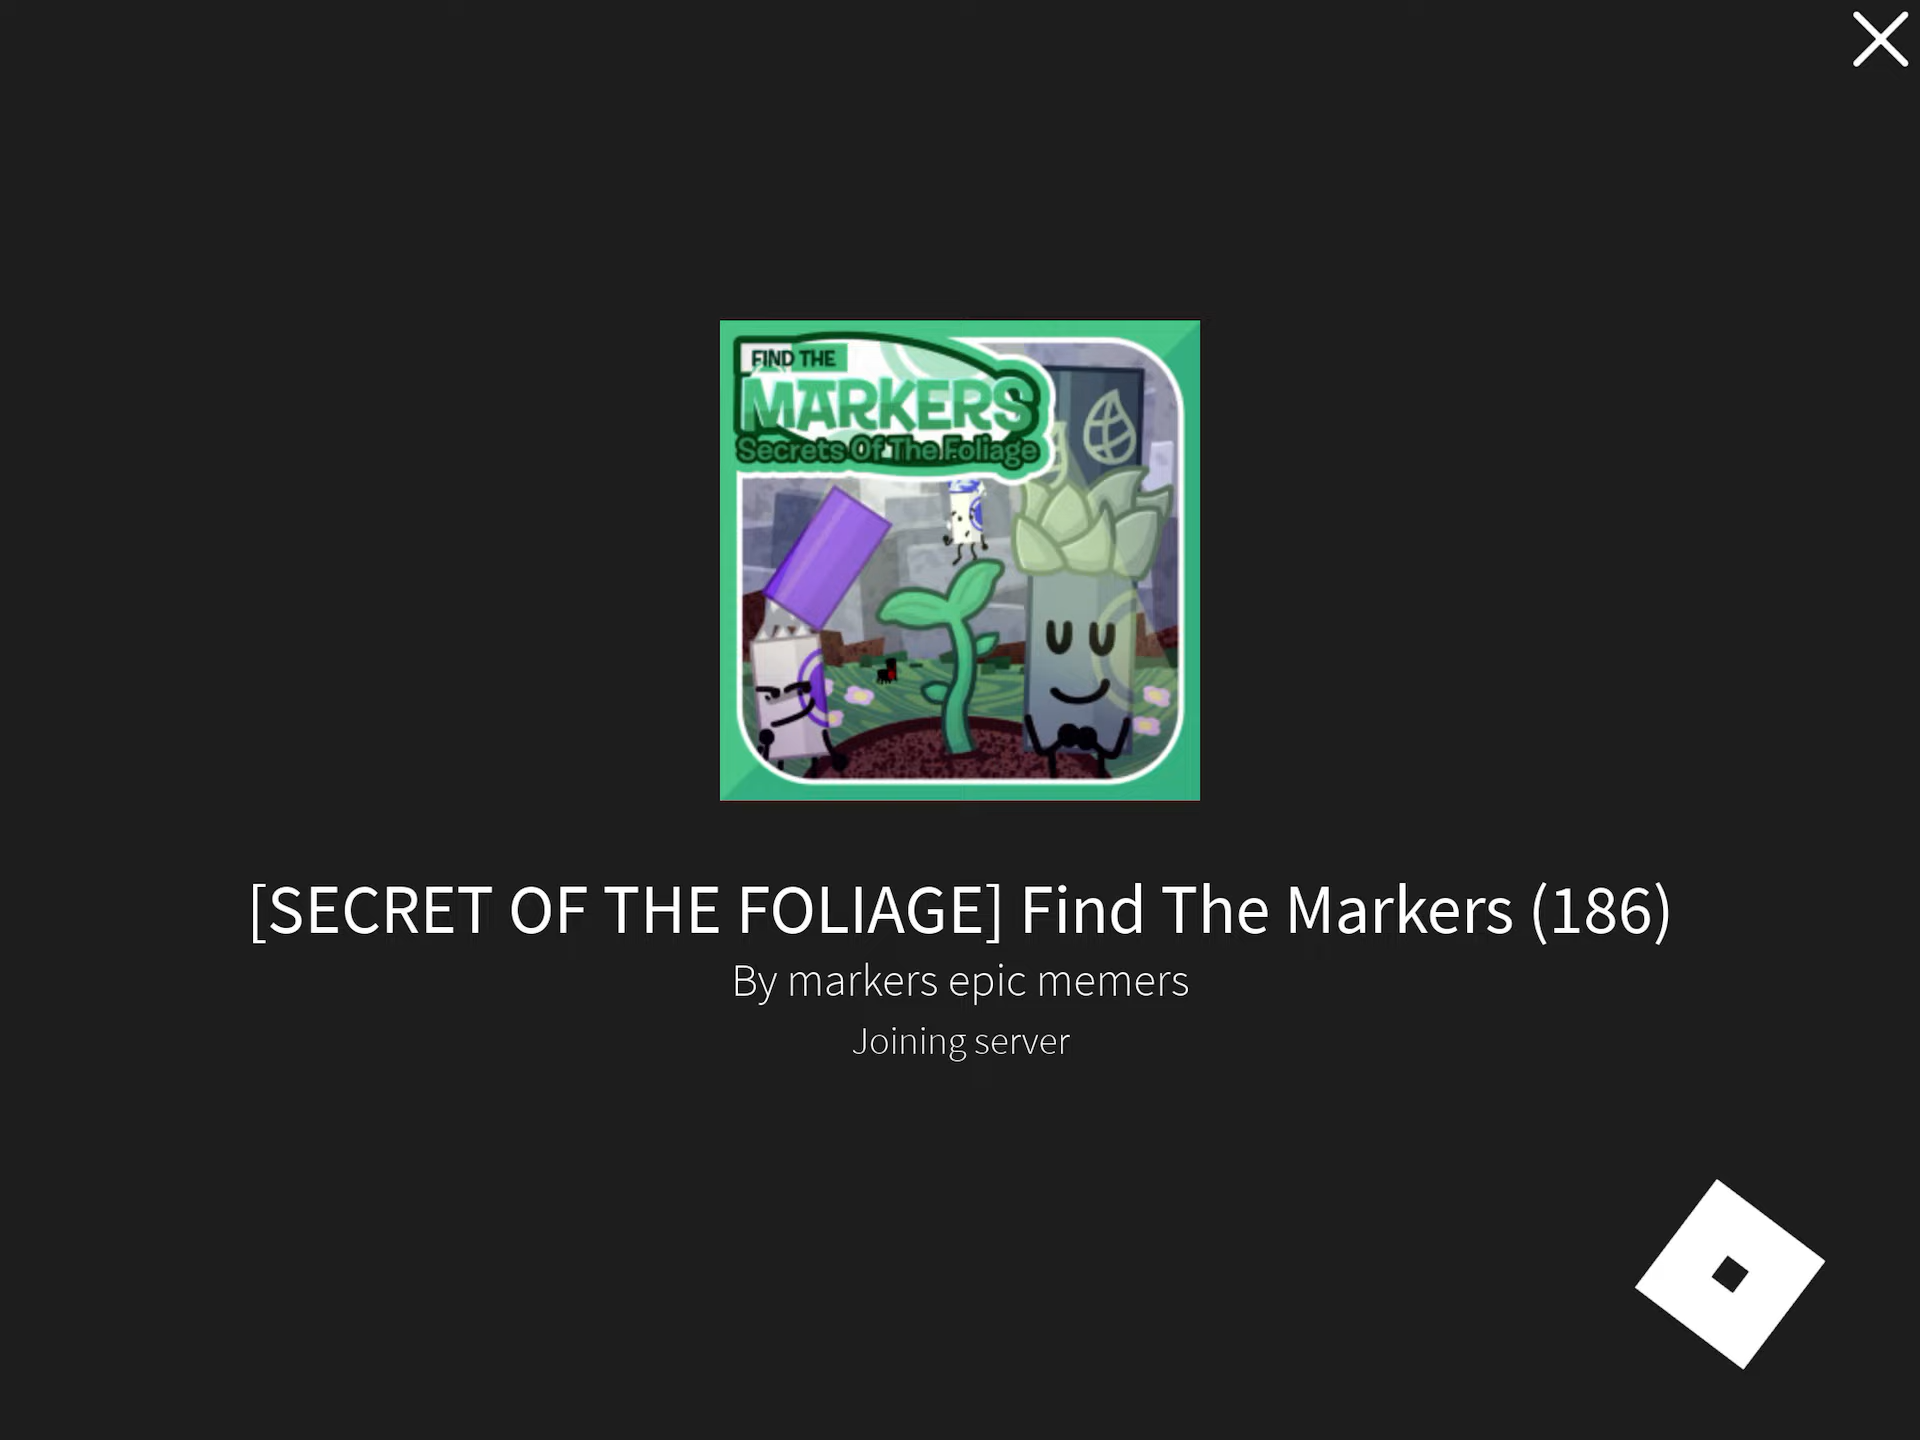 FIND THE
MARKERS
Secrets Of The Foliage
[SECRET OF THE FOLIAGE] Find The Markers (186)
By markers epic memers
Joining server